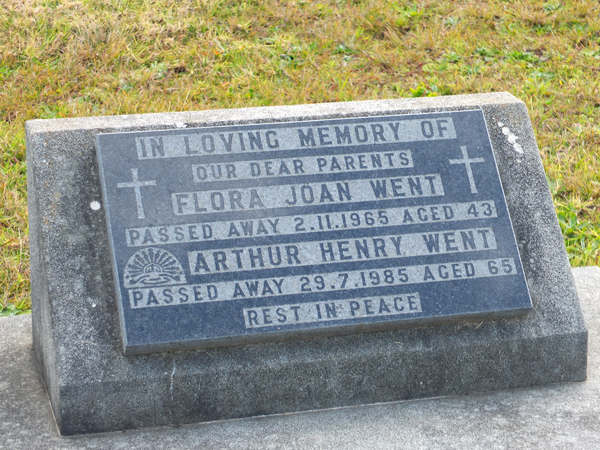 IN LOVING MEMORY OF
OUR DEAR PARENTS
FLORA JOAN WENT
PASSED AWAY 2.11.1965 AGED 43
ARTHUR HENRY WENT
PASSED AWAY 29.7.1985 AGED 65
REST IN PEACE